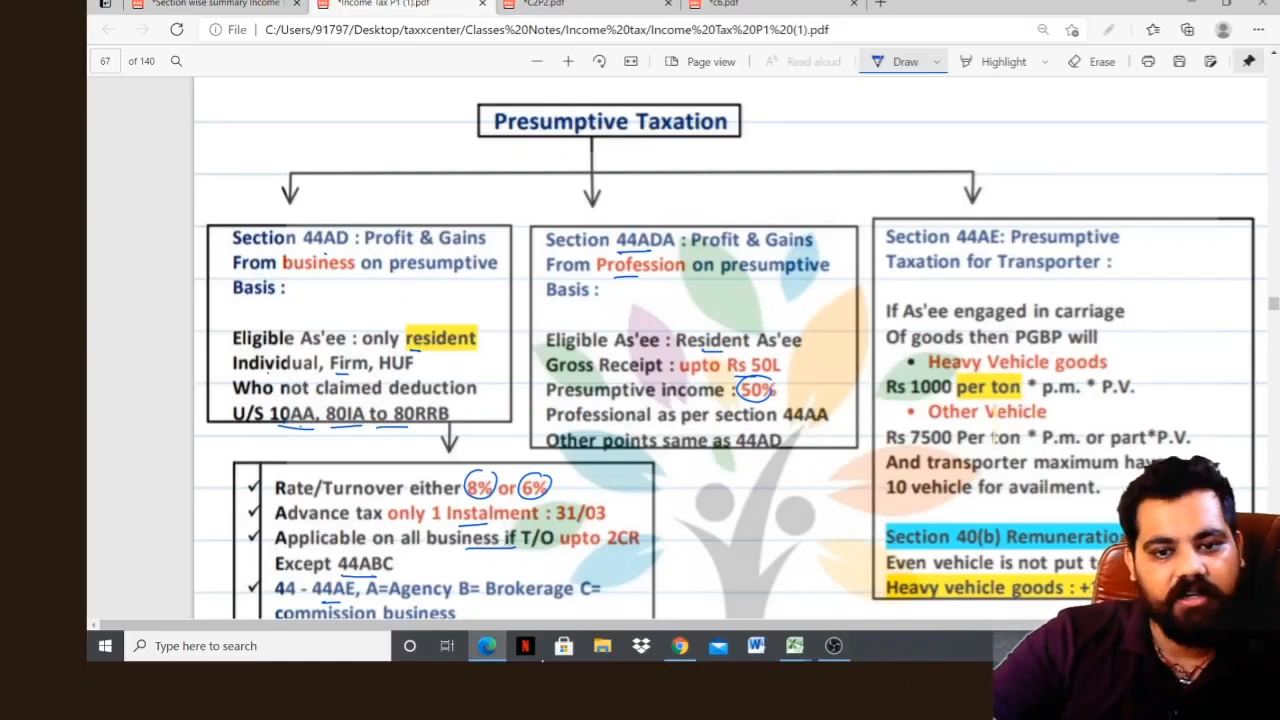 *Section wise summary Income
*Income Tax P1 (1).pdf
*C2P2.pdf
*c6.pdf
File
C:/Users/91797/Desktop/taxxcenter/Classes%20Notes/Income%20tax/Income%20Tax%20P1%20(1).pdf
67 of 140
Page view
Read aloud
Draw
Highlight
Erase
Presumptive Taxation
Section 44AD : Profit & Gains
From business on presumptive
Basis :
Eligible As'ee : only resident
Individual, Firm, HUF
Who not claimed deduction
U/S 10AA, 80IA to 80RRB
Rate/Turnover either 8% or 6%
Advance tax only 1 Instalment : 31/03
Applicable on all business if T/O upto 2CR
Except 44ABC
44 - 44AE, A=Agency B= Brokerage C=
commission business
Section 44ADA : Profit & Gains
From Profession on presumptive
Basis :
Eligible As'ee : Resident As'ee
Gross Receipt : upto Rs 50L
Presumptive income : 50%
Professional as per section 44AA
Other points same as 44AD
Section 44AE: Presumptive
Taxation for Transporter :
If As'ee engaged in carriage
Of goods then PGBP will
• Heavy Vehicle goods
Rs 1000 per ton * p.m. * P.V.
• Other Vehicle
Rs 7500 Per ton * P.m. or part*P.V.
And transporter maximum
10 vehicle for availment.
Section 40(b)
Even vehicle is not put
Heavy vehicle goods :
Type here to search